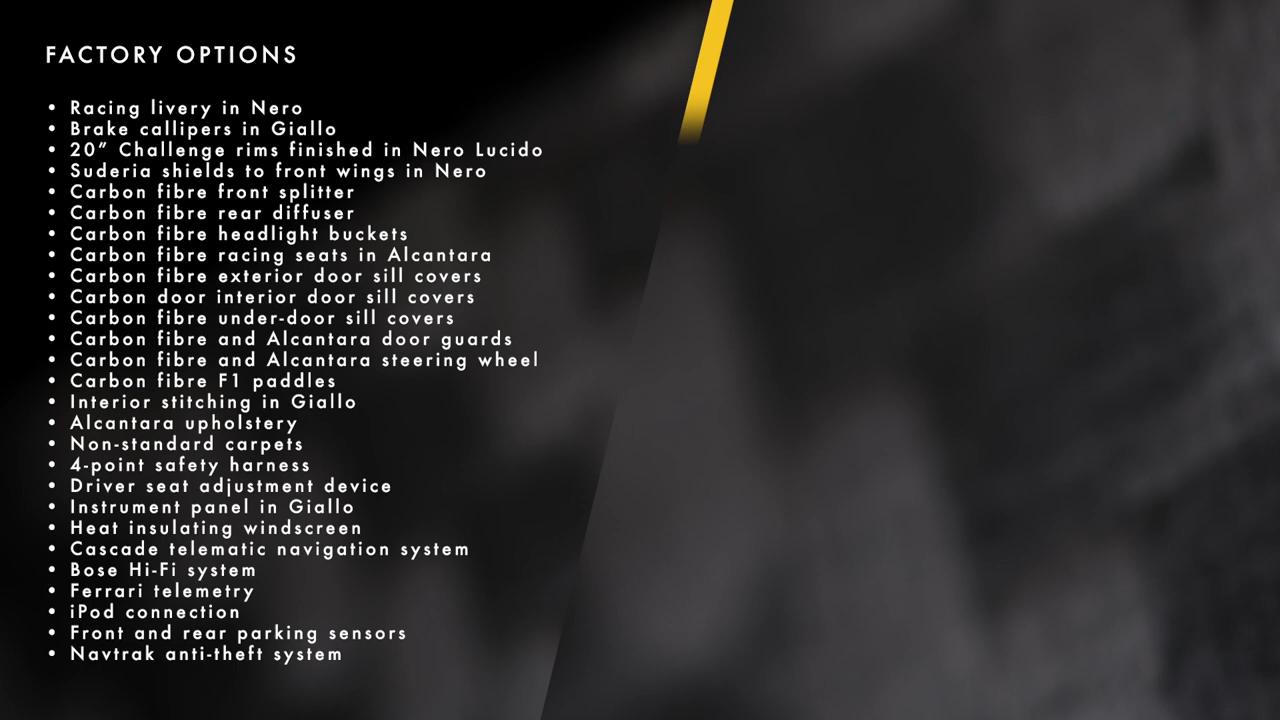 FACTORY OPTIONS
• Racing livery in Nero
• Brake callipers in Giallo
• 20” Challenge rims finished in Nero Lucido
• Suderia shields to front wings in Nero
• Carbon fibre front splitter
• Carbon fibre rear diffuser
• Carbon fibre headlight buckets
• Carbon fibre racing seats in Alcantara
• Carbon fibre exterior door sill covers
• Carbon door interior door sill covers
• Carbon fibre under-door sill covers
• Carbon fibre and Alcantara door guards
• Carbon fibre and Alcantara steering wheel
• Carbon fibre F1 paddles
• Interior stitching in Giallo
• Alcantara upholstery
• Non-standard carpets
• 4-point safety harness
• Driver seat adjustment device
• Instrument panel in Giallo
• Heat insulating windscreen
• Cascade telematic navigation system
• Bose Hi-Fi system
• Ferrari telemetry
• iPod connection
• Front and rear parking sensors
• Navtrak anti-theft system